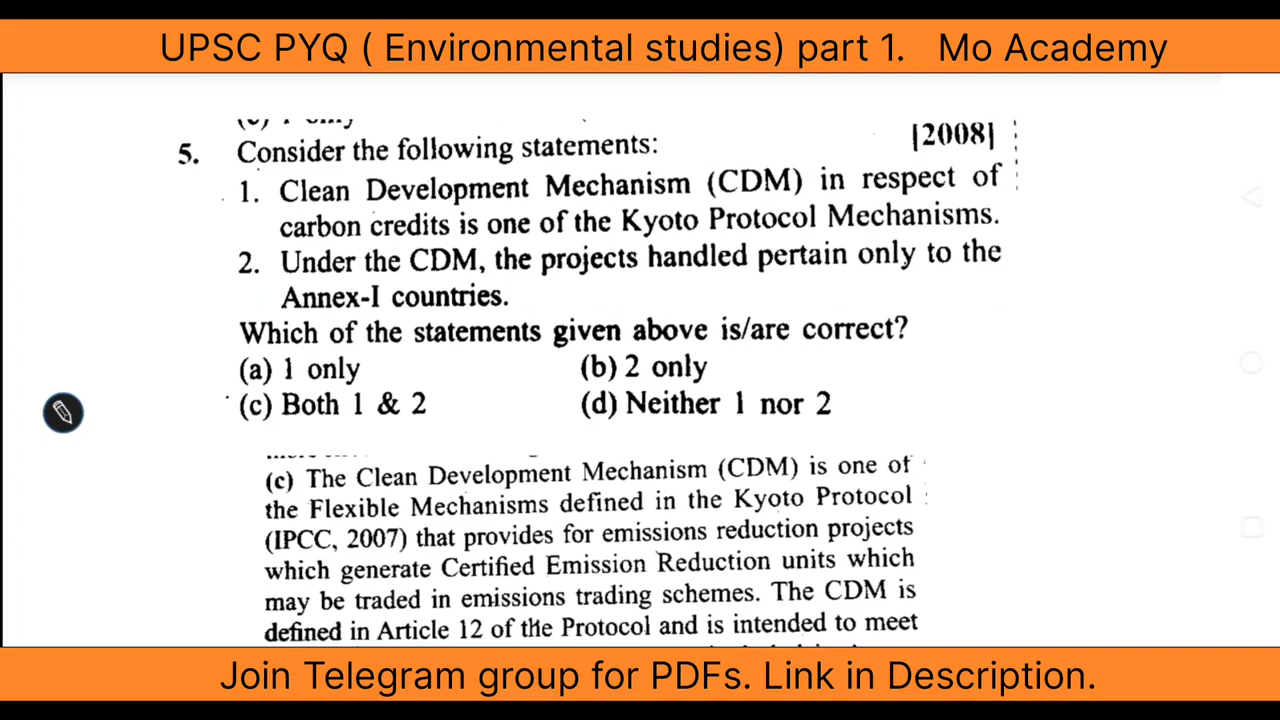 UPSC PYQ ( Environmental studies) part 1. Mo Academy
5. Consider the following statements: [2008]
1. Clean Development Mechanism (CDM) in respect of
carbon credits is one of the Kyoto Protocol Mechanisms.
2. Under the CDM, the projects handled pertain only to the
Annex-I countries.
Which of the statements given above is/are correct?
(a) 1 only (b) 2 only
(c) Both 1 & 2 (d) Neither 1 nor 2
(c) The Clean Development Mechanism (CDM) is one of
the Flexible Mechanisms defined in the Kyoto Protocol
(IPCC, 2007) that provides for emissions reduction projects
which generate Certified Emission Reduction units which
may be traded in emissions trading schemes. The CDM is
defined in Article 12 of the Protocol and is intended to meet
Join Telegram group for PDFs. Link in Description.